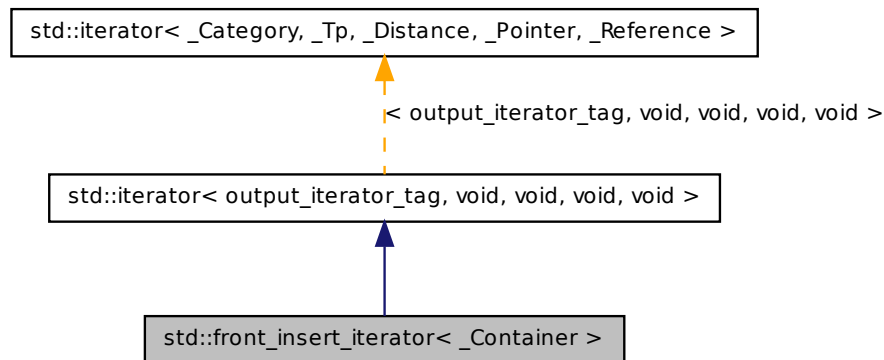 std::iterator< _Category, _Tp, _Distance, _Pointer, _Reference >
< output_iterator_tag, void, void, void, void >
std::iterator< output_iterator_tag, void, void, void, void >
std::front_insert_iterator< _Container >